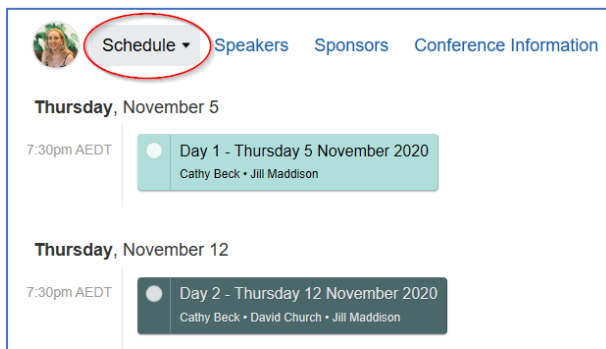 Schedule Speakers Sponsors Conference Information
Thursday, November 5
7:30pm AEDT
Day 1 - Thursday 5 November 2020
Cathy Beck • Jill Maddison
Thursday, November 12
7:30pm AEDT
Day 2 - Thursday 12 November 2020
Cathy Beck • David Church • Jill Maddison